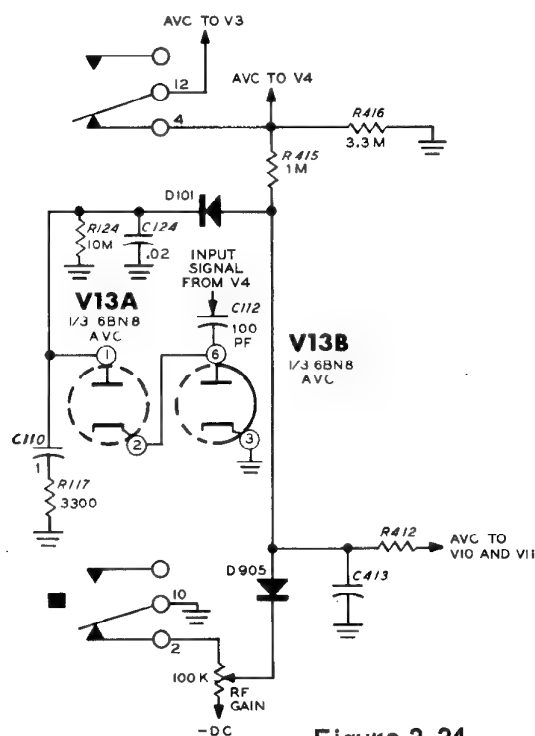 AVC TO V3
12
AVC TO V4
4
R416
3.3 M
R415
1M
D101
R124
10M
C124
.02
INPUT
SIGNAL
FROM V4
V13A
1/3 6BN8
AVC
C112
100
PF
V13B
1/3 6BN8
AVC
1
6
2
3
C110
1
R117
3300
R412
AVC TO
V10 AND V11
D905
C413
10
2
100 K
RF
GAIN
-DC
Figure 2-24